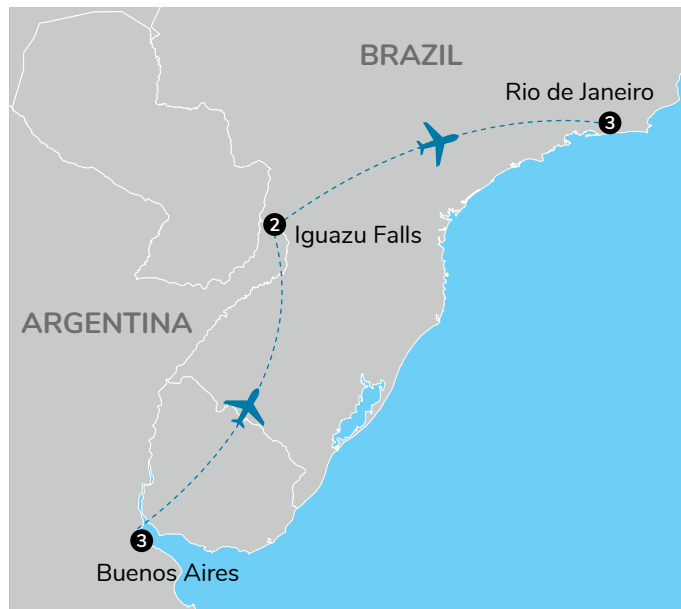 BRAZIL
Rio de Janeiro
3
2
Iguazu Falls
ARGENTINA
3
Buenos Aires